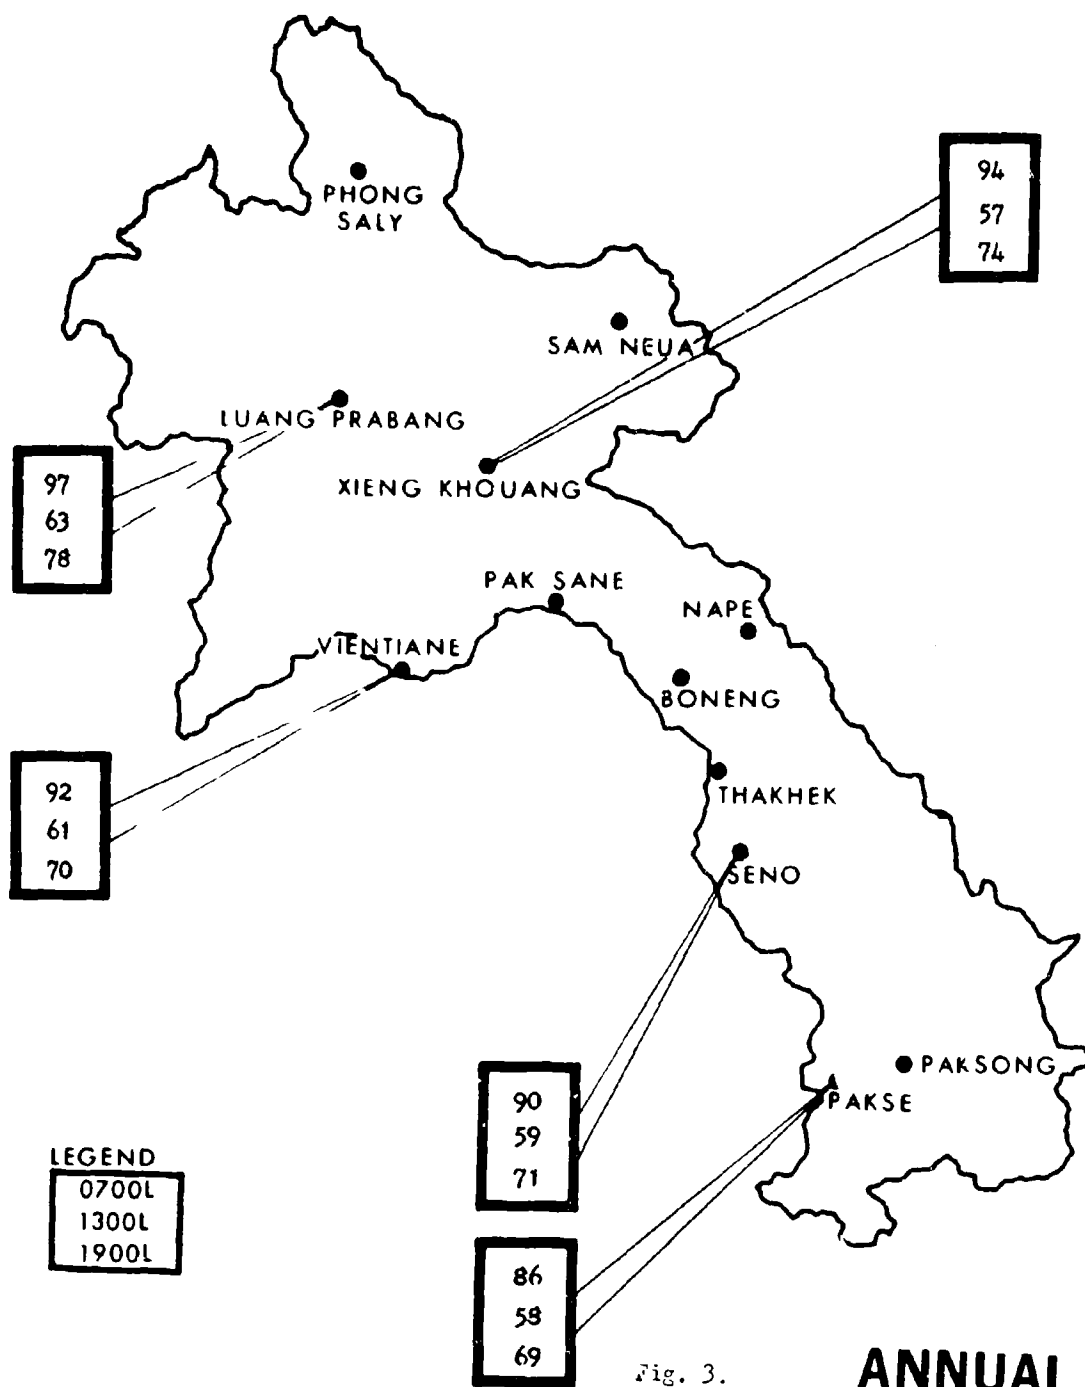 PHONG
SALY
94
57
74
SAM NEUA
LUANG PRABANG
97
63
78
XIENG KHOUANG
PAK SANE
NAPE
VIENTIANE
BONENG
92
61
70
THAKHEK
SENO
PAKSONG
PAKSE
90
59
71
LEGEND
0700L
1300L
1900L
86
58
69
Fig. 3.
ANNUAL